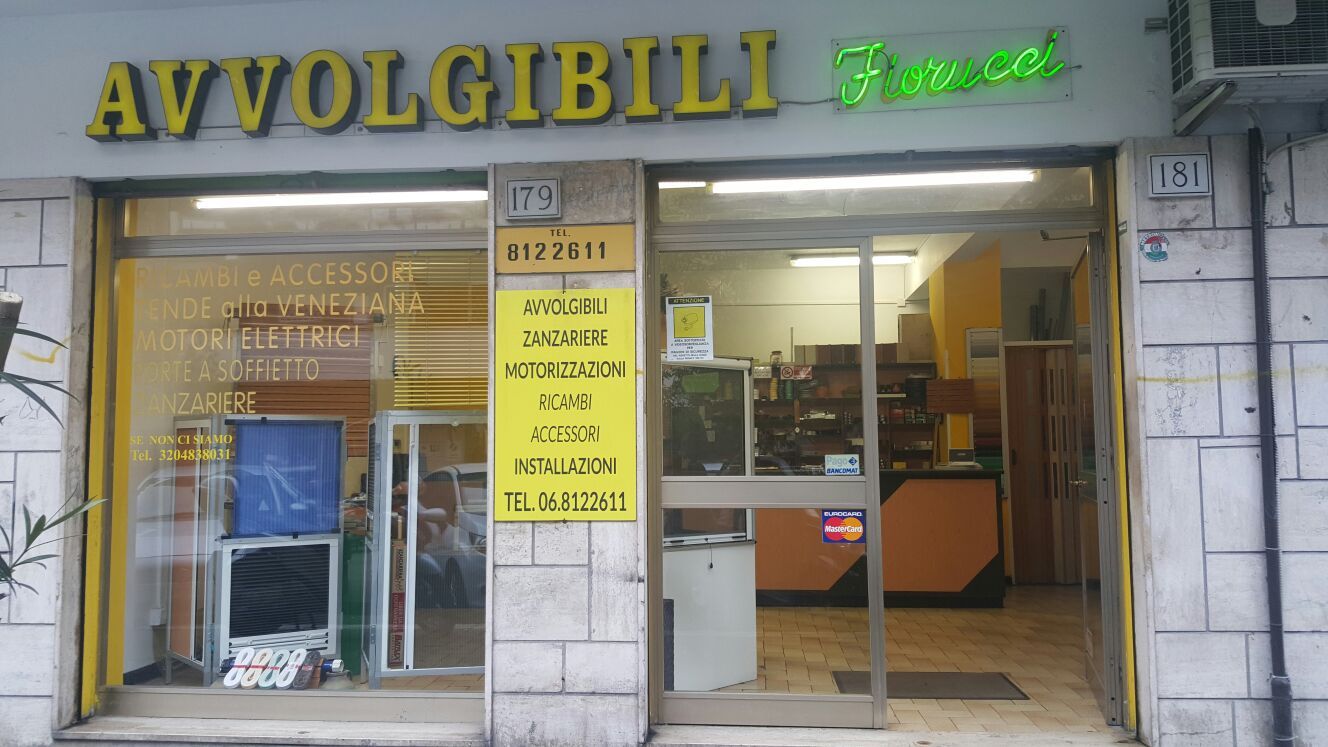 AVVOLGIBILI
Fiorucci
179
181
TEL.
8122611
RICAMBI e ACCESSORI
TENDE alla VENEZIANA
MOTORI ELETTRICI
PORTE A SOFFIETTO
ZANZARIERE
SE NON CI SIAMO
Tel. 3204838031
AVVOLGIBILI
ZANZARIERE
MOTORIZZAZIONI
RICAMBI
ACCESSORI
INSTALLAZIONI
TEL. 06.8122611
ATTENZIONE
Pago
BANCOMAT
EUROCARD
MasterCard